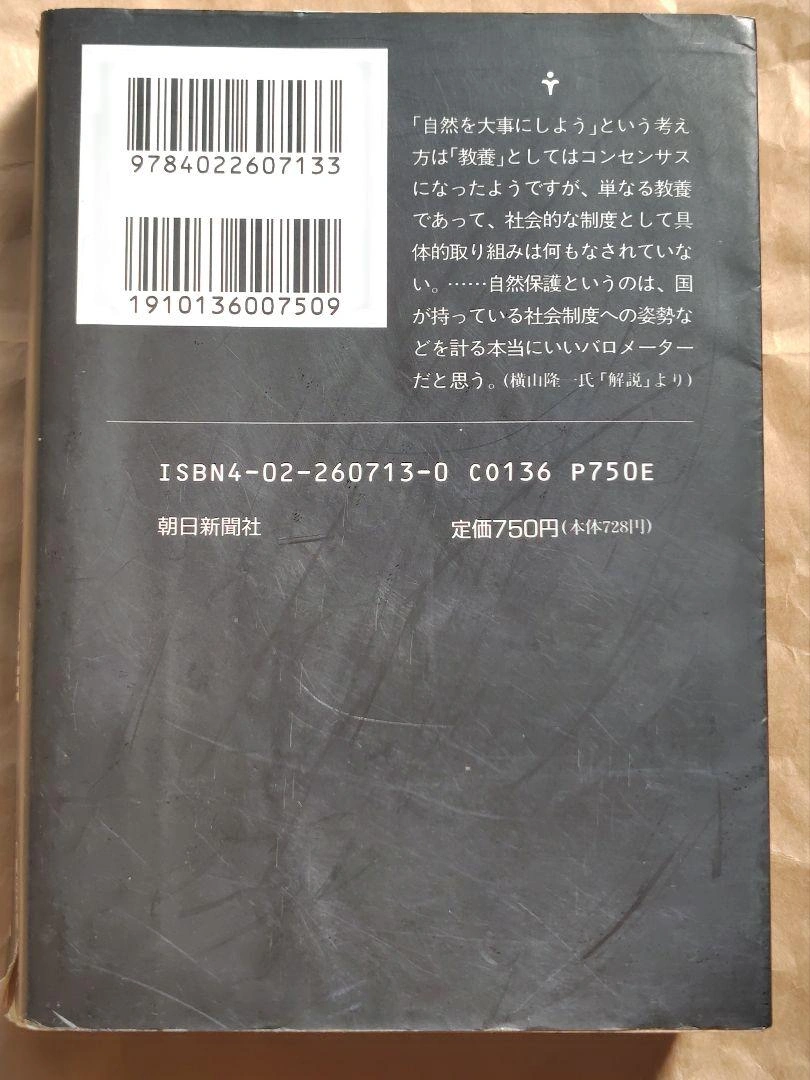 9784022607133
1910136007509
「自然を大事にしよう」という考え
方は「教養」としてはコンセンサス
になったようですが、単なる教養
であって、社会的な制度として具
体的取り組みは何もなされていな
い。……自然保護というのは、国
が持っている社会制度への姿勢な
どを計る本当にいいバロメーター
だと思う。(横山隆一氏「解説」より)
ISBN4-02-260713-0 C0136 P750E
朝日新聞社
定価750円(本体728円)